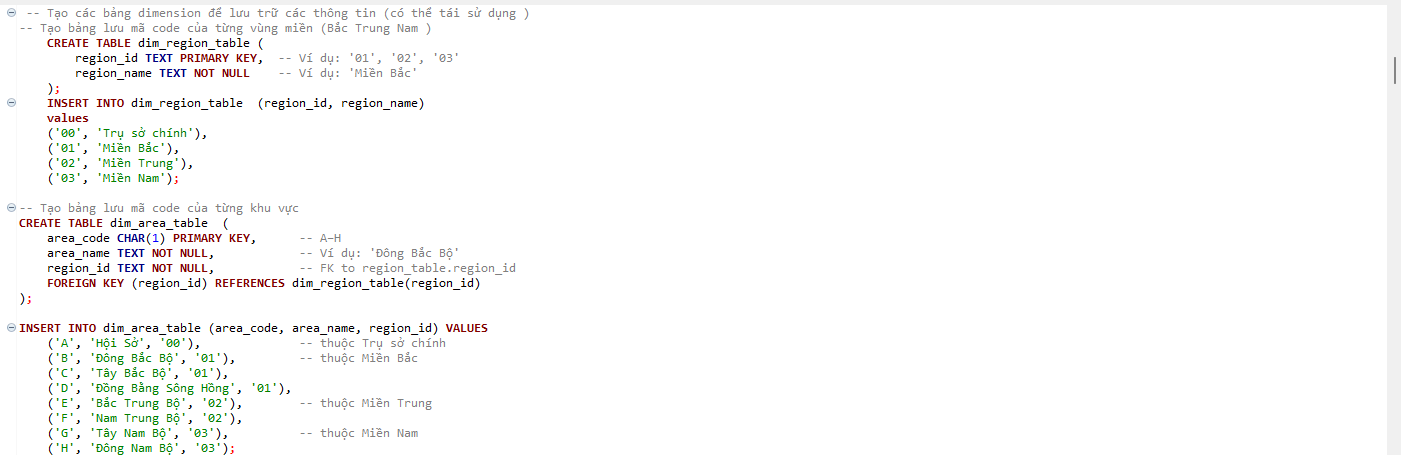 -- Tạo các bảng dimension để lưu trữ các thông tin (có thể tái sử dụng )
-- Tạo bảng lưu mã code của từng vùng miền (Bắc Trung Nam )
CREATE TABLE dim_region_table (
region_id TEXT PRIMARY KEY, -- Ví dụ: '01', '02', '03'
region_name TEXT NOT NULL -- Ví dụ: 'Miền Bắc'
);
INSERT INTO dim_region_table (region_id, region_name)
values
('00', 'Trụ sở chính'),
('01', 'Miền Bắc'),
('02', 'Miền Trung'),
('03', 'Miền Nam');
-- Tạo bảng lưu mã code của từng khu vực
CREATE TABLE dim_area_table (
area_code CHAR(1) PRIMARY KEY, -- A-H
area_name TEXT NOT NULL, -- Ví dụ: 'Đông Bắc Bộ'
region_id TEXT NOT NULL, -- FK to region_table.region_id
FOREIGN KEY (region_id) REFERENCES dim_region_table(region_id)
);
INSERT INTO dim_area_table (area_code, area_name, region_id) VALUES
('A', 'Hội Sở', '00'), -- thuộc Trụ sở chính
('B', 'Đông Bắc Bộ', '01'), -- thuộc Miền Bắc
('C', 'Tây Bắc Bộ', '01'),
('D', 'Đồng Bằng Sông Hồng', '01'),
('E', 'Bắc Trung Bộ', '02'), -- thuộc Miền Trung
('F', 'Nam Trung Bộ', '02'),
('G', 'Tây Nam Bộ', '03'), -- thuộc Miền Nam
('H', 'Đông Nam Bộ', '03');